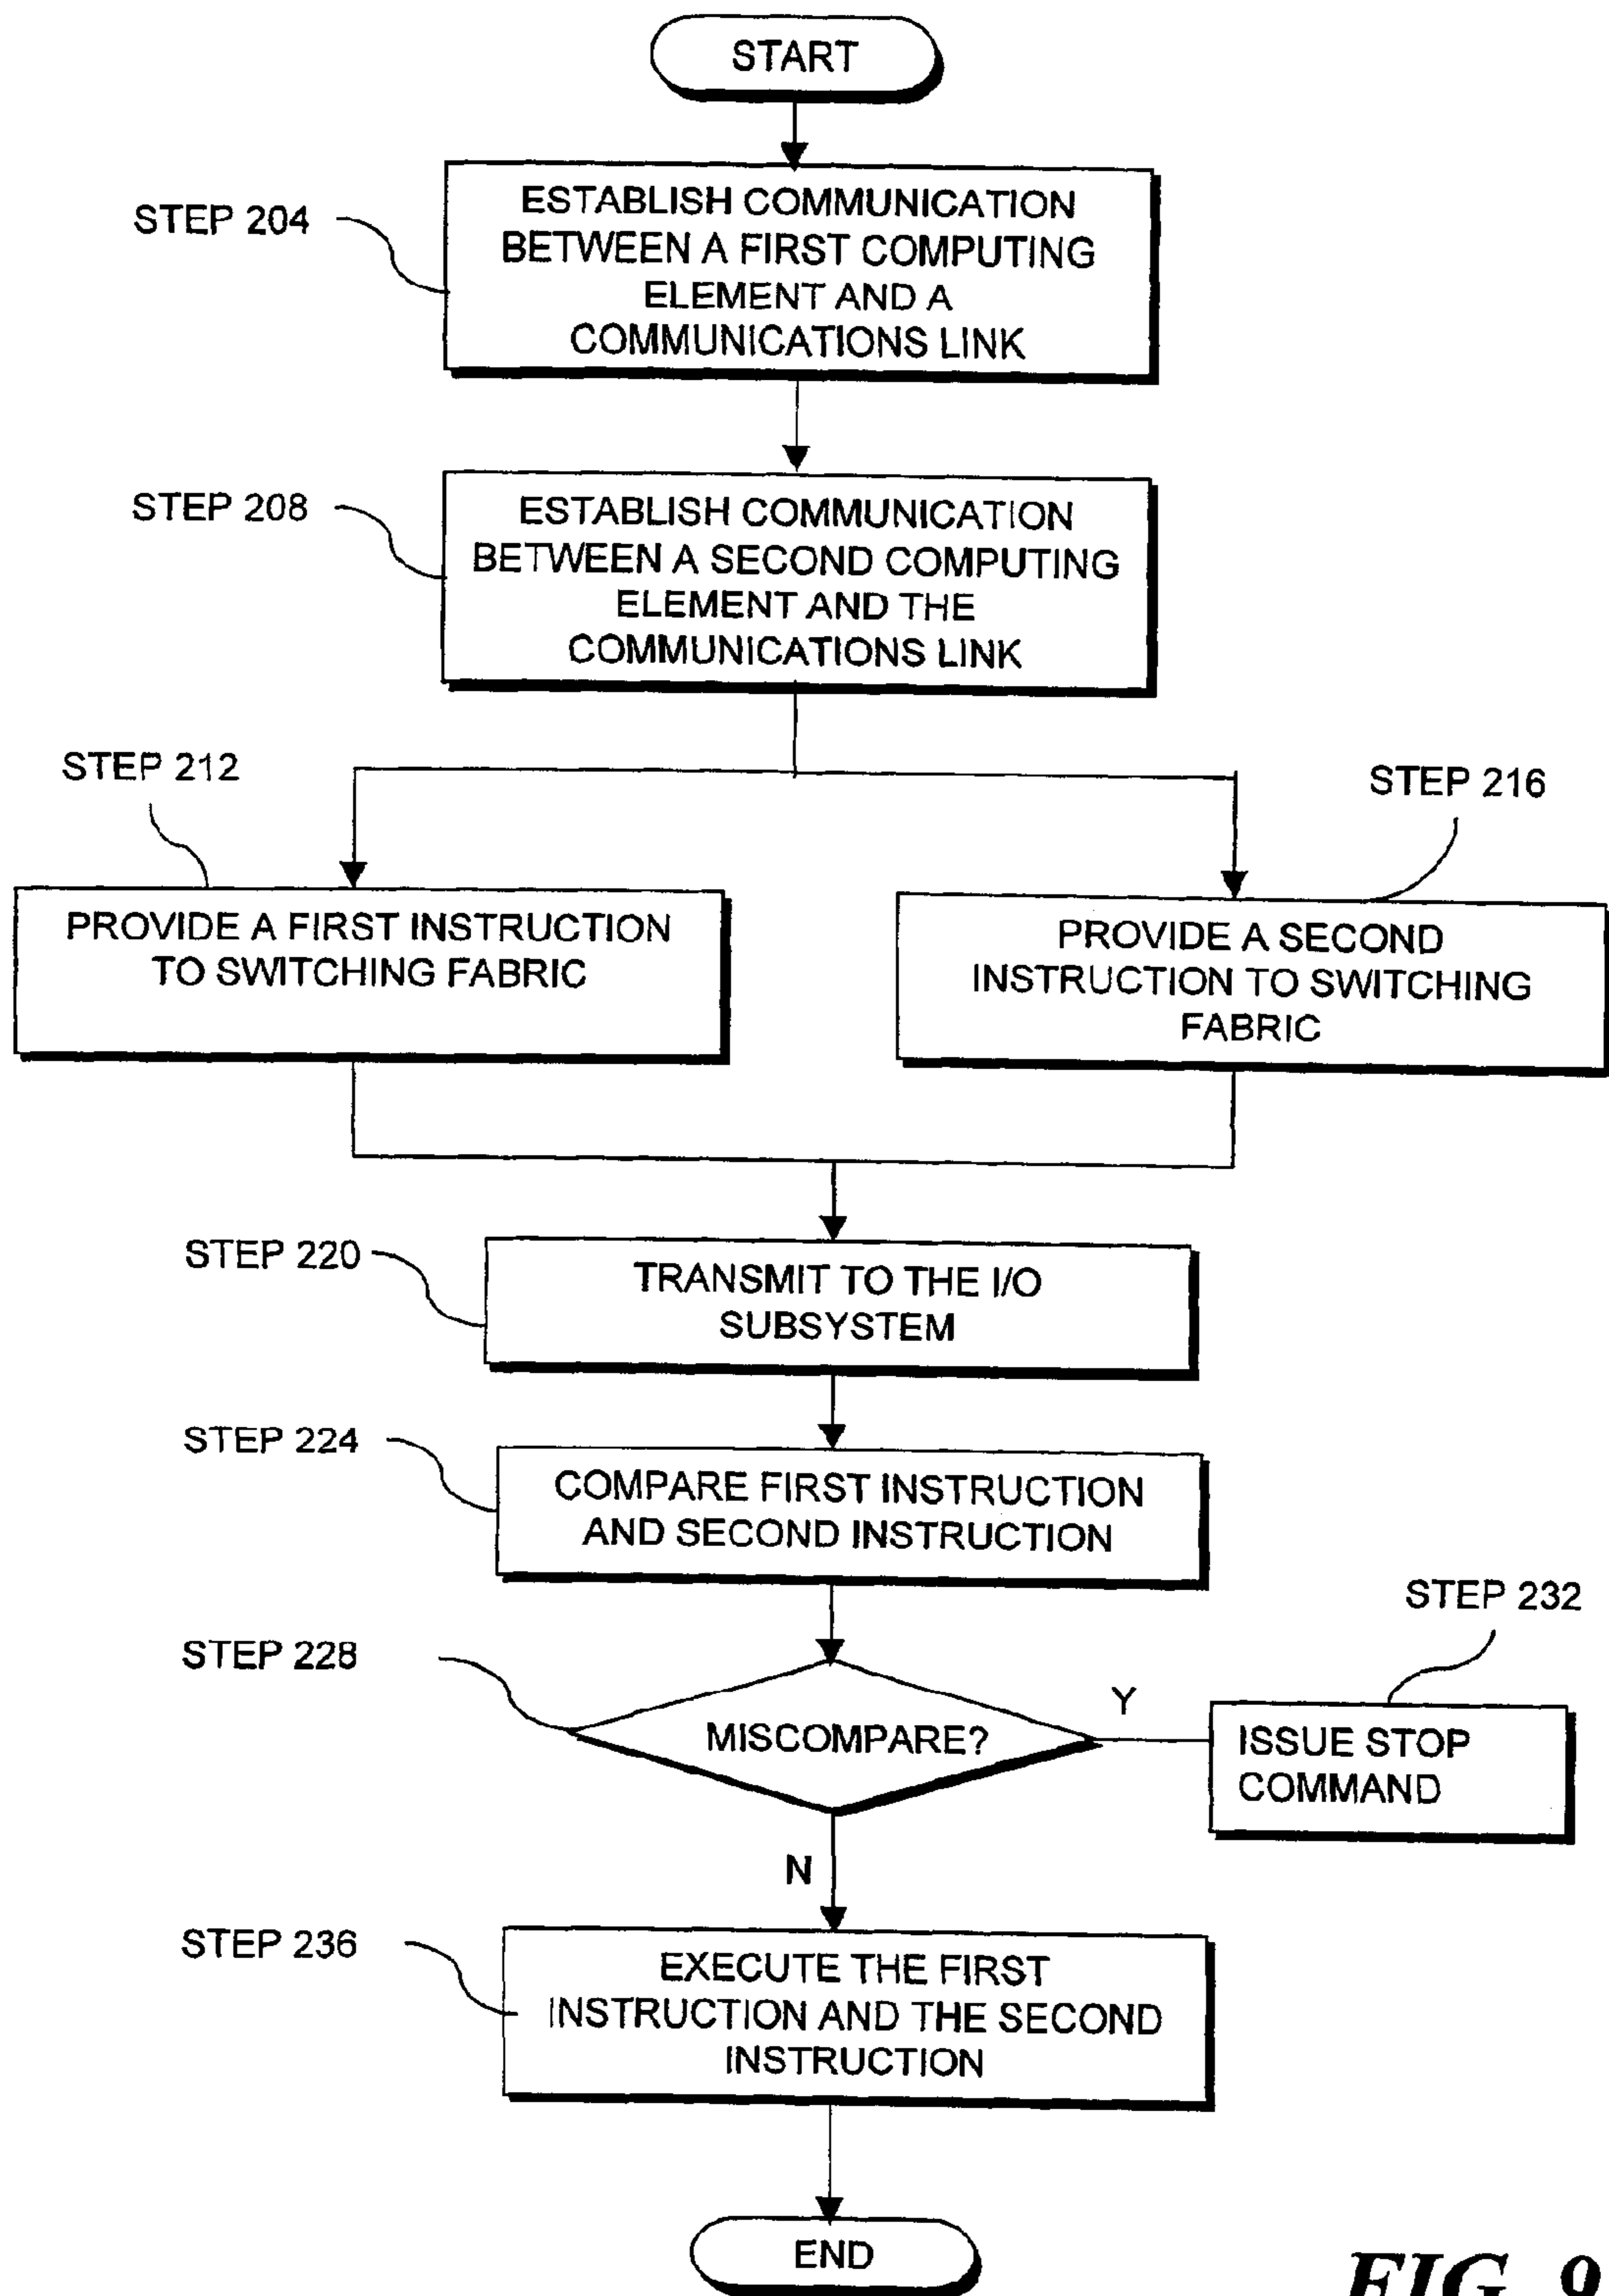 START
STEP 204
ESTABLISH COMMUNICATION
BETWEEN A FIRST COMPUTING
ELEMENT AND A
COMMUNICATIONS LINK
STEP 208
ESTABLISH COMMUNICATION
BETWEEN A SECOND COMPUTING
ELEMENT AND THE
COMMUNICATIONS LINK
STEP 212
STEP 216
PROVIDE A FIRST INSTRUCTION
TO SWITCHING FABRIC
PROVIDE A SECOND
INSTRUCTION TO SWITCHING
FABRIC
STEP 220
TRANSMIT TO THE I/O
SUBSYSTEM
STEP 224
COMPARE FIRST INSTRUCTION
AND SECOND INSTRUCTION
STEP 232
STEP 228
MISCOMPARE?
Y
ISSUE STOP
COMMAND
N
STEP 236
EXECUTE THE FIRST
INSTRUCTION AND THE SECOND
INSTRUCTION
END
FIG. 9